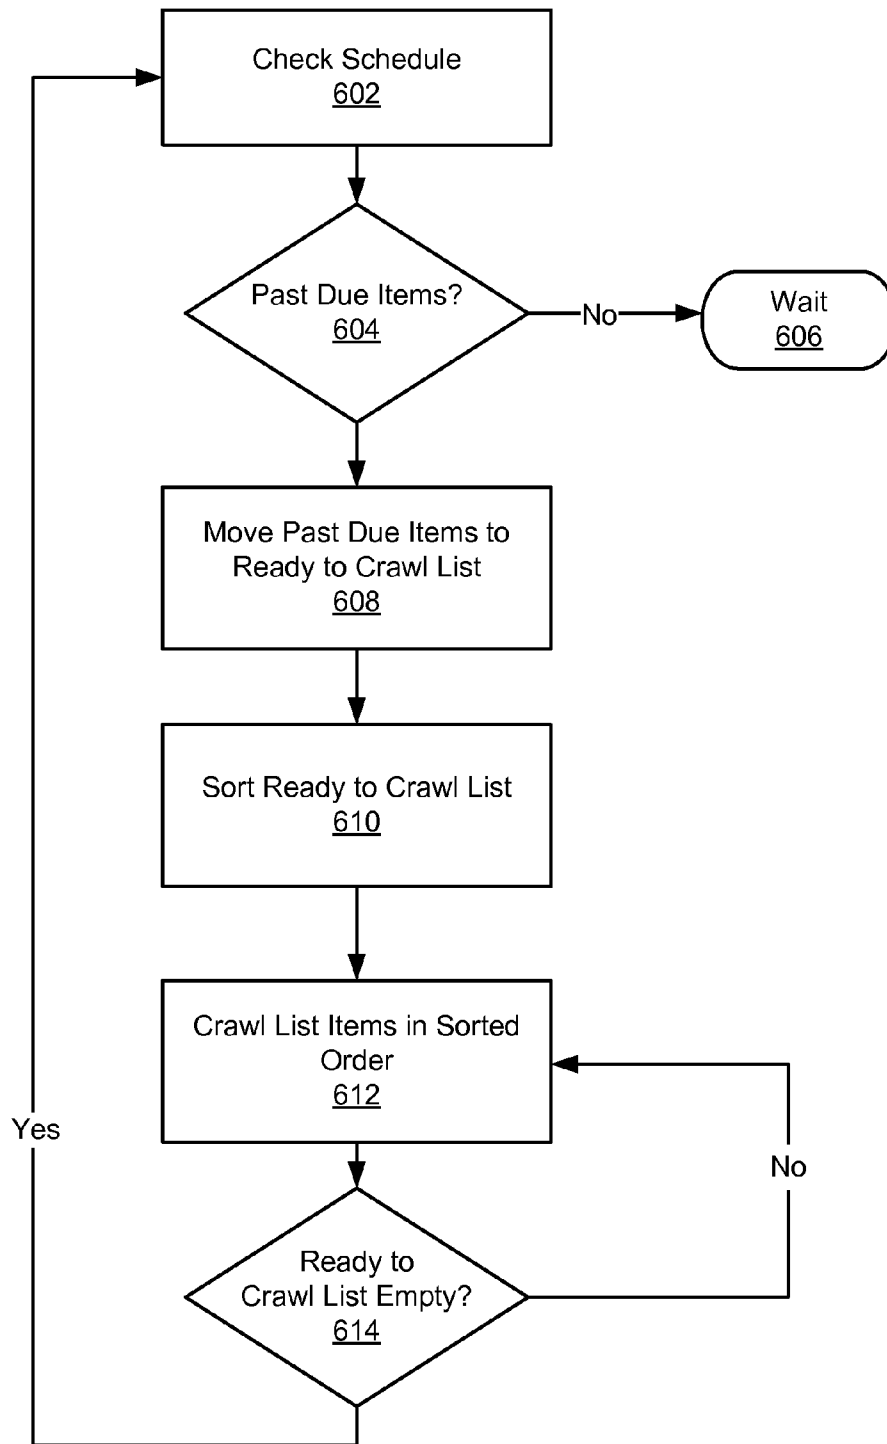 Check Schedule
602
Past Due Items?
604
No
Wait
606
Move Past Due Items to
Ready to Crawl List
608
Sort Ready to Crawl List
610
Crawl List Items in Sorted
Order
612
Yes
No
Ready to
Crawl List Empty?
614